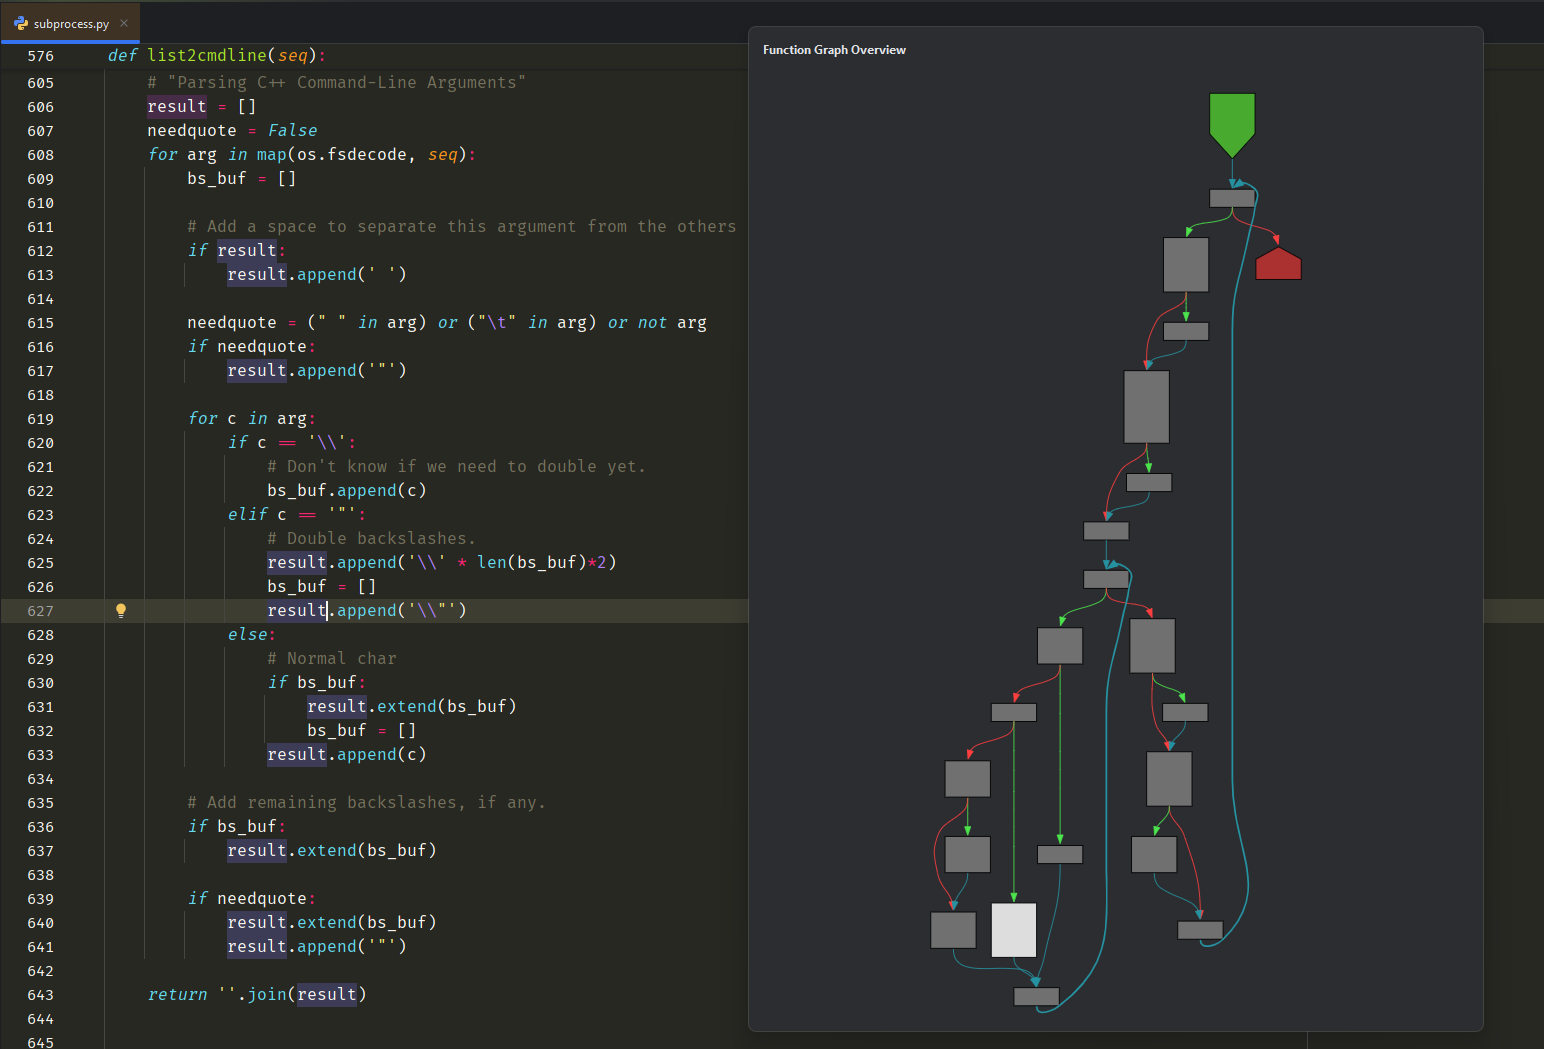 subprocess.py
576 def list2cmdline(seq):
605 # "Parsing C++ Command-Line Arguments"
606 result = []
607 needquote = False
608 for arg in map(os.fsdecode, seq):
609 bs_buf = []
610
611 # Add a space to separate this argument from the others
612 if result:
613 result.append(' ')
614
615 needquote = (" " in arg) or ("\t" in arg) or not arg
616 if needquote:
617 result.append('"')
618
619 for c in arg:
620 if c == '\\':
621 # Don't know if we need to double yet.
622 bs_buf.append(c)
623 elif c == '"':
624 # Double backslashes.
625 result.append('\\' * len(bs_buf)*2)
626 bs_buf = []
627 result.append('\\"')
628 else:
629 # Normal char
630 if bs_buf:
631 result.extend(bs_buf)
632 bs_buf = []
633 result.append(c)
634
635 # Add remaining backslashes, if any.
636 if bs_buf:
637 result.extend(bs_buf)
638
639 if needquote:
640 result.extend(bs_buf)
641 result.append('"')
642
643 return ''.join(result)
644
645
Function Graph Overview